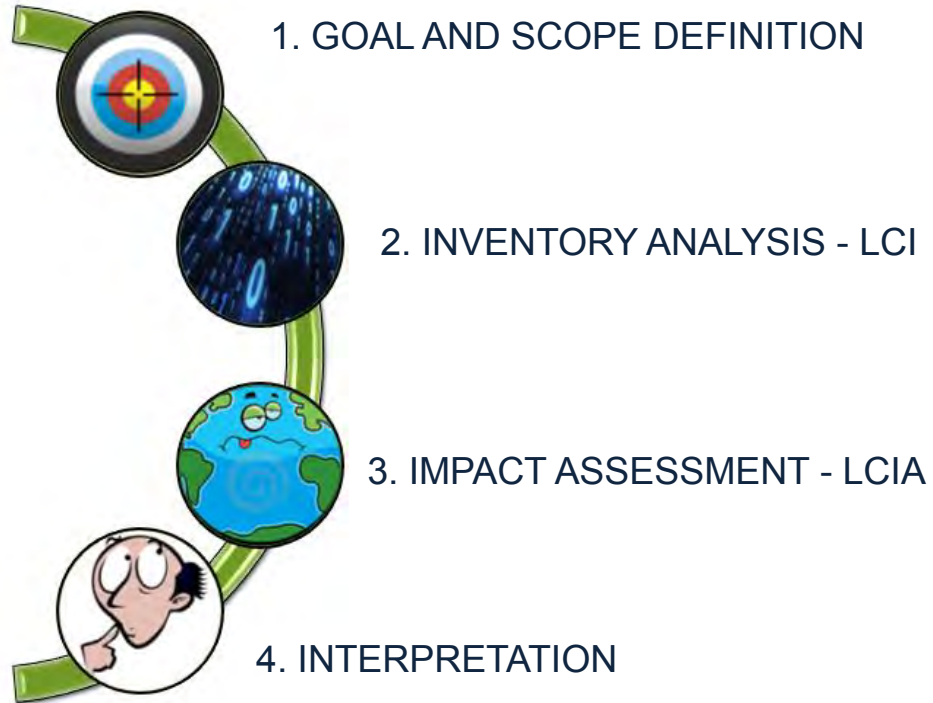 1. GOAL AND SCOPE DEFINITION
2. INVENTORY ANALYSIS - LCI
3. IMPACT ASSESSMENT - LCIA
4. INTERPRETATION